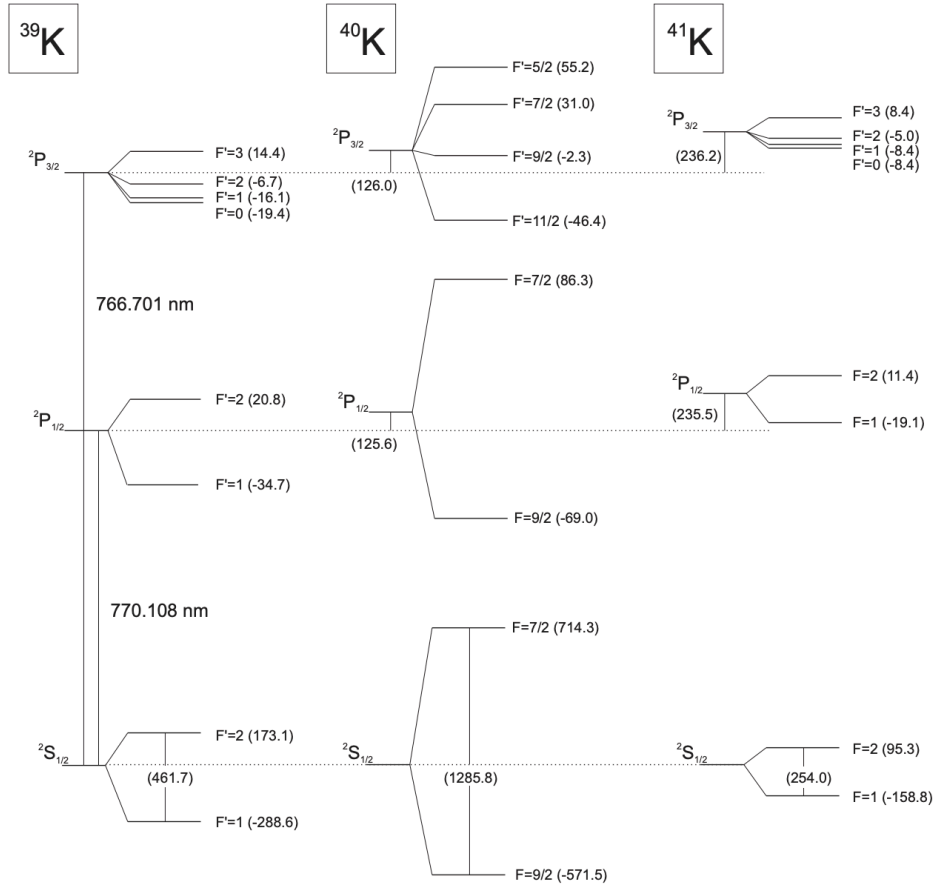 ³⁹K
⁴⁰K
⁴¹K
²P₃/₂
F'=3 (14.4)
F'=2 (-6.7)
F'=1 (-16.1)
F'=0 (-19.4)
766.701 nm
²P₁/₂
F'=2 (20.8)
F'=1 (-34.7)
770.108 nm
²S₁/₂
F'=2 (173.1)
(461.7)
F'=1 (-288.6)
F'=5/2 (55.2)
F'=7/2 (31.0)
²P₃/₂
F'=9/2 (-2.3)
(126.0)
F'=11/2 (-46.4)
F=7/2 (86.3)
²P₁/₂
(125.6)
F=9/2 (-69.0)
F=7/2 (714.3)
²S₁/₂
(1285.8)
F=9/2 (-571.5)
²P₃/₂
F'=3 (8.4)
F'=2 (-5.0)
F'=1 (-8.4)
F'=0 (-8.4)
(236.2)
²P₁/₂
F=2 (11.4)
(235.5)
F=1 (-19.1)
²S₁/₂
F=2 (95.3)
(254.0)
F=1 (-158.8)